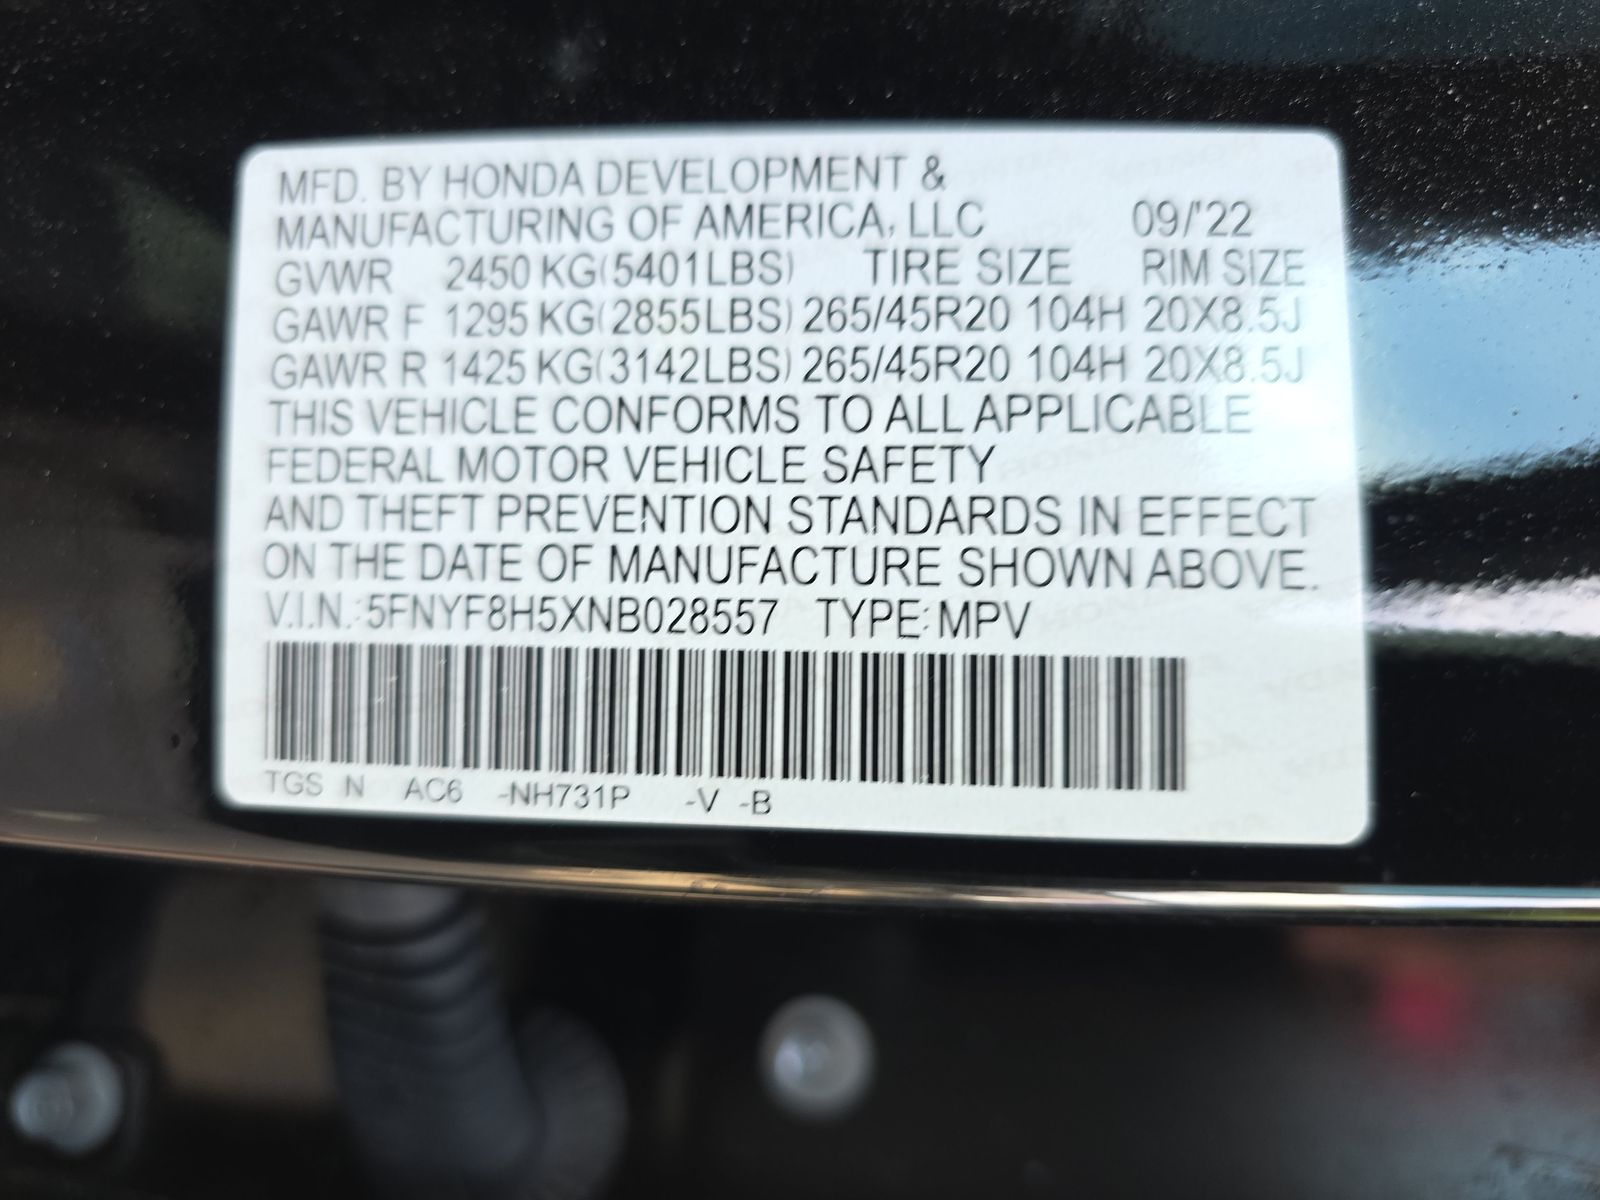 MFD. BY HONDA DEVELOPMENT &
MANUFACTURING OF AMERICA, LLC 09/'22
GVWR 2450 KG(5401LBS) TIRE SIZE RIM SIZE
GAWR F 1295 KG(2855LBS) 265/45R20 104H 20X8.5J
GAWR R 1425 KG(3142LBS) 265/45R20 104H 20X8.5J
THIS VEHICLE CONFORMS TO ALL APPLICABLE
FEDERAL MOTOR VEHICLE SAFETY
AND THEFT PREVENTION STANDARDS IN EFFECT
ON THE DATE OF MANUFACTURE SHOWN ABOVE.
V.I.N.: 5FNYF8H5XNB028557 TYPE: MPV
TGS N AC6 -NH731P -V -B